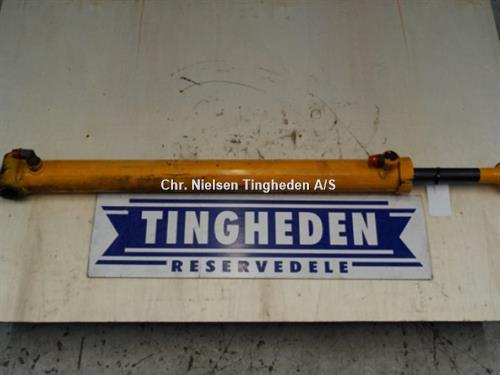 Chr. Nielsen Tingheden A/S
TINGHEDEN
RESERVEDELE